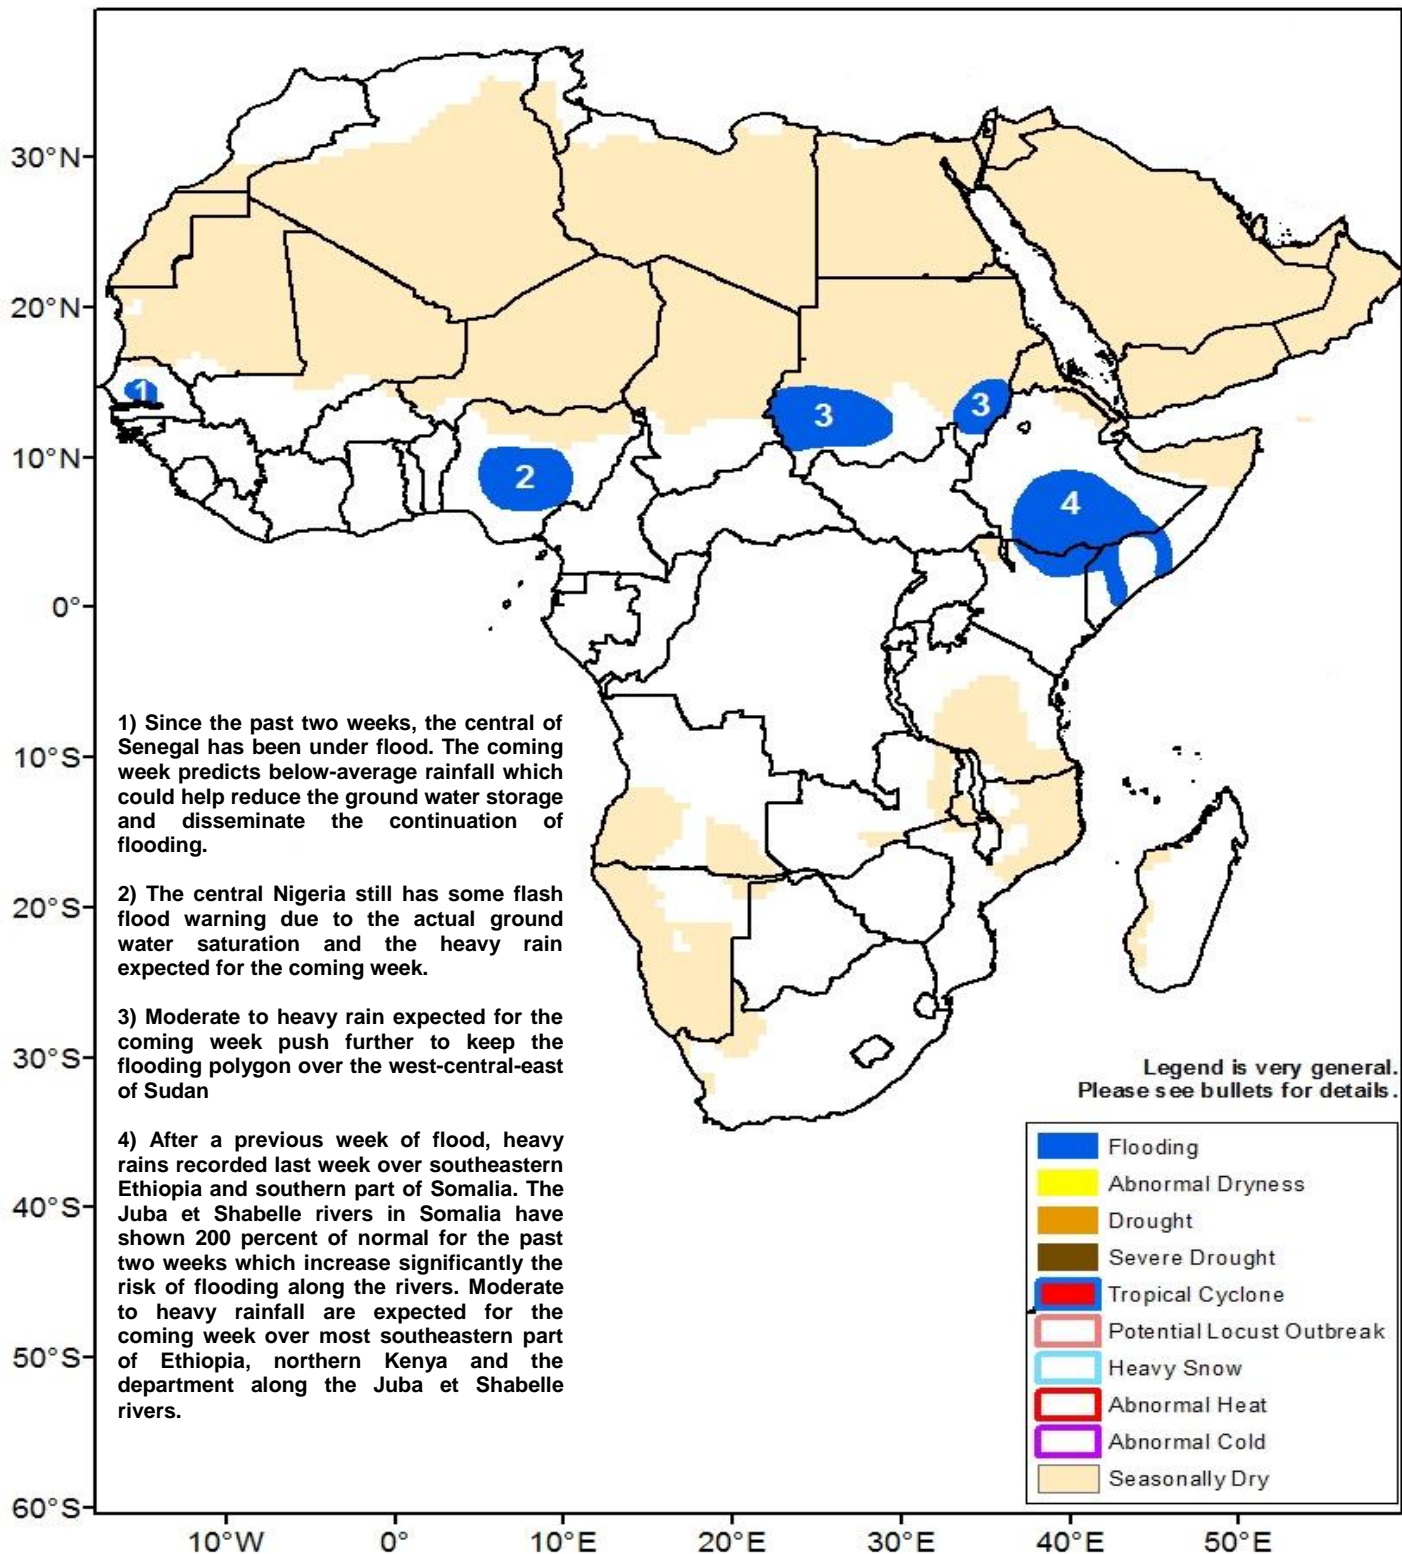 30°N
20°N
10°N
0°
10°S
20°S
30°S
40°S
50°S
60°S
1
2
3
3
4
1) Since the past two weeks, the central of
Senegal has been under flood. The coming
week predicts below-average rainfall which
could help reduce the ground water storage
and disseminate the continuation of
flooding.
2) The central Nigeria still has some flash
flood warning due to the actual ground
water saturation and the heavy rain
expected for the coming week.
3) Moderate to heavy rain expected for the
coming week push further to keep the
flooding polygon over the west-central-east
of Sudan
4) After a previous week of flood, heavy
rains recorded last week over southeastern
Ethiopia and southern part of Somalia. The
Juba et Shabelle rivers in Somalia have
shown 200 percent of normal for the past
two weeks which increase significantly the
risk of flooding along the rivers. Moderate
to heavy rainfall are expected for the
coming week over most southeastern part
of Ethiopia, northern Kenya and the
department along the Juba et Shabelle
rivers.
Legend is very general.
Please see bullets for details.
Flooding
Abnormal Dryness
Drought
Severe Drought
Tropical Cyclone
Potential Locust Outbreak
Heavy Snow
Abnormal Heat
Abnormal Cold
Seasonally Dry
10°W
0°
10°E
20°E
30°E
40°E
50°E